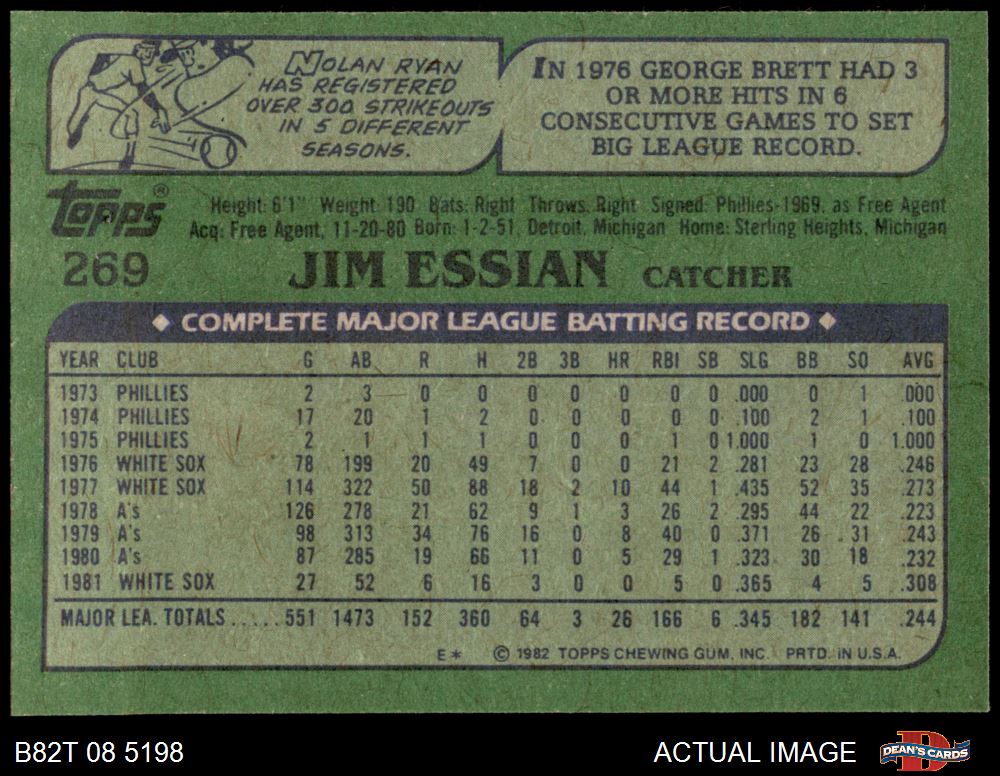 NOLAN RYAN
HAS REGISTERED
OVER 300 STRIKEOUTS
IN 5 DIFFERENT
SEASONS.
IN 1976 GEORGE BRETT HAD 3
OR MORE HITS IN 6
CONSECUTIVE GAMES TO SET
BIG LEAGUE RECORD.
Topps®
Height: 6'1" Weight: 190 Bats: Right Throws: Right Signed: Phillies-1969, as Free Agent
Acq: Free Agent, 11-20-80 Born: 1-2-51, Detroit, Michigan Home: Sterling Heights, Michigan
269 JIM ESSIAN CATCHER
◆ COMPLETE MAJOR LEAGUE BATTING RECORD ◆
YEAR CLUB G AB R H 2B 3B HR RBI SB SLG BB SO AVG
1973 PHILLIES 2 3 0 0 0 0 0 0 0 .000 0 1 .000
1974 PHILLIES 17 20 1 2 0 0 0 0 0 .100 2 1 .100
1975 PHILLIES 2 1 1 1 0 0 0 1 0 1.000 1 0 1.000
1976 WHITE SOX 78 199 20 49 7 0 0 21 2 .281 23 28 .246
1977 WHITE SOX 114 322 50 88 18 2 10 44 1 .435 52 35 .273
1978 A's 126 278 21 62 9 1 3 26 2 .295 44 22 .223
1979 A's 98 313 34 76 16 0 8 40 0 .371 26 31 .243
1980 A's 87 285 19 66 11 0 5 29 1 .323 30 18 .232
1981 WHITE SOX 27 52 6 16 3 0 0 5 0 .365 4 5 .308
MAJOR LEA. TOTALS.....551 1473 152 360 64 3 26 166 6 .345 182 141 .244
E* © 1982 TOPPS CHEWING GUM, INC. PRTD. IN U.S.A.
B82T 08 5198 ACTUAL IMAGE DEAN'S CARDS